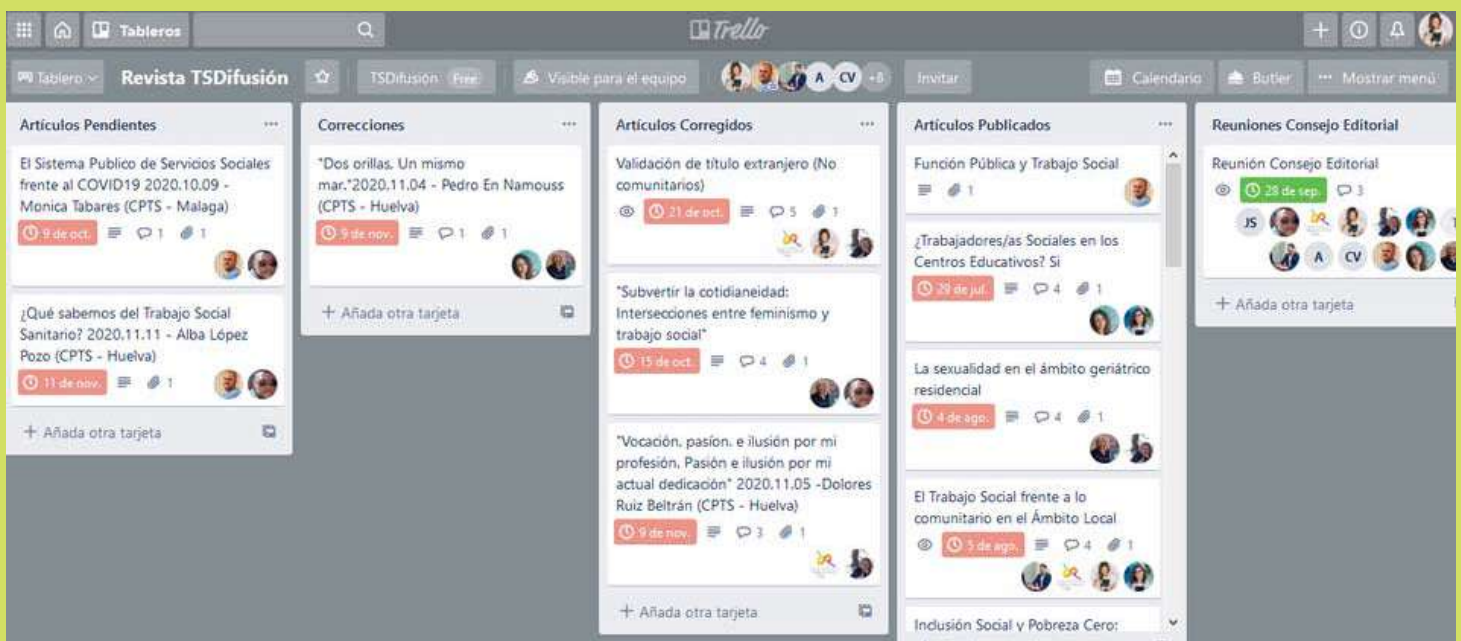 Tableros
Trello
Tablero
Revista TSDifusión
TSDifusión Free
Visible para el equipo
A CV +8
Invitar
Calendario
Butler
··· Mostrar menú
Artículos Pendientes ···
El Sistema Publico de Servicios Sociales
frente al COVID19 2020.10.09 -
Monica Tabares (CPTS - Malaga)
9 de oct. 1 1
¿Qué sabemos del Trabajo Social
Sanitario? 2020.11.11 - Alba López
Pozo (CPTS - Huelva)
11 de nov. 1
+ Añada otra tarjeta
Correcciones ···
"Dos orillas. Un mismo
mar."2020.11.04 - Pedro En Namouss
(CPTS - Huelva)
9 de nov. 1 1
+ Añada otra tarjeta
Artículos Corregidos ···
Validación de título extranjero (No
comunitarios)
21 de oct. 5 1
"Subvertir la cotidianeidad:
Intersecciones entre feminismo y
trabajo social"
15 de oct. 4 1
"Vocación, pasíon, e ilusión por mi
profesión. Pasión e ilusión por mi
actual dedicación" 2020.11.05 -Dolores
Ruiz Beltrán (CPTS - Huelva)
9 de nov. 3 1
+ Añada otra tarjeta
Artículos Publicados ···
Función Pública y Trabajo Social
1
¿Trabajadores/as Sociales en los
Centros Educativos? Si
29 de jul. 4 1
La sexualidad en el ámbito geriátrico
residencial
4 de ago. 4 1
El Trabajo Social frente a lo
comunitario en el Ámbito Local
5 de ago. 4 1
Inclusión Social y Pobreza Cero:
Reuniones Consejo Editorial
Reunión Consejo Editorial
28 de sep. 3
JS
A CV
+ Añada otra tarjeta